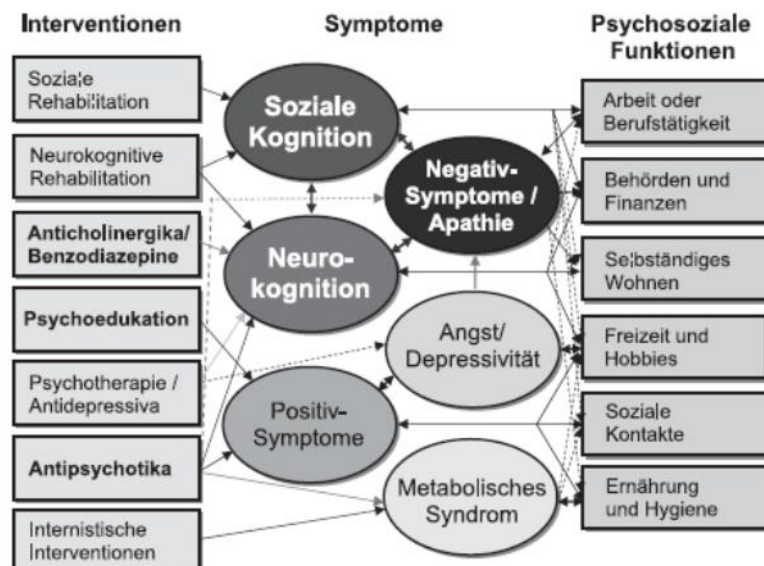 Interventionen
Symptome
Psychosoziale
Funktionen
Soziale
Rehabilitation
Neurokognitive
Rehabilitation
Anticholinergika/
Benzodiazepine
Psychoedukation
Psychotherapie /
Antidepressiva
Antipsychotika
Internistische
Interventionen
Soziale
Kognition
Negativ-
Symptome /
Apathie
Neuro-
kognition
Angst/
Depressivität
Positiv-
Symptome
Metabolisches
Syndrom
Arbeit oder
Berufstätigkeit
Behörden und
Finanzen
Selbständiges
Wohnen
Freizeit und
Hobbies
Soziale
Kontakte
Ernährung
und Hygiene